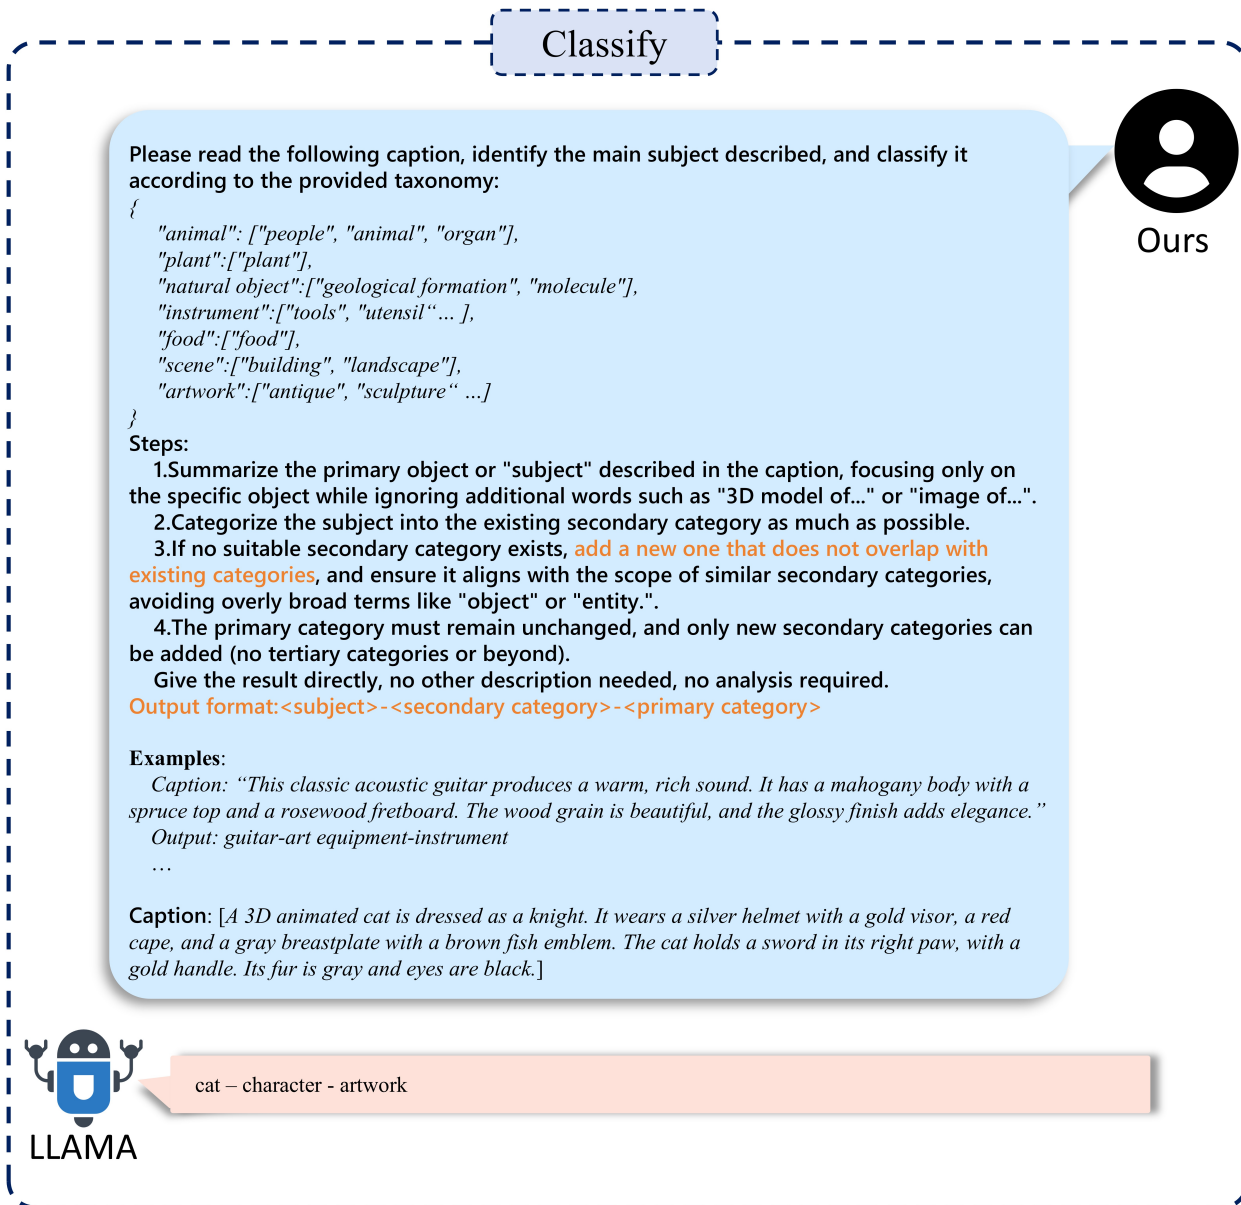 Classify
Please read the following caption, identify the main subject described, and classify it
according to the provided taxonomy:
{
"animal": ["people", "animal", "organ"],
"plant":["plant"],
"natural object":["geological formation", "molecule"],
"instrument":["tools", "utensil“... ],
"food":["food"],
"scene":["building", "landscape"],
"artwork":["antique", "sculpture“ ...]
}
Steps:
1.Summarize the primary object or "subject" described in the caption, focusing only on
the specific object while ignoring additional words such as "3D model of..." or "image of...".
2.Categorize the subject into the existing secondary category as much as possible.
3.If no suitable secondary category exists, add a new one that does not overlap with
existing categories, and ensure it aligns with the scope of similar secondary categories,
avoiding overly broad terms like "object" or "entity.".
4.The primary category must remain unchanged, and only new secondary categories can
be added (no tertiary categories or beyond).
Give the result directly, no other description needed, no analysis required.
Output format:<subject>-<secondary category>-<primary category>
Examples:
Caption: “This classic acoustic guitar produces a warm, rich sound. It has a mahogany body with a
spruce top and a rosewood fretboard. The wood grain is beautiful, and the glossy finish adds elegance.”
Output: guitar-art equipment-instrument
…
Caption: [A 3D animated cat is dressed as a knight. It wears a silver helmet with a gold visor, a red
cape, and a gray breastplate with a brown fish emblem. The cat holds a sword in its right paw, with a
gold handle. Its fur is gray and eyes are black.]
Ours
cat – character - artwork
LLAMA